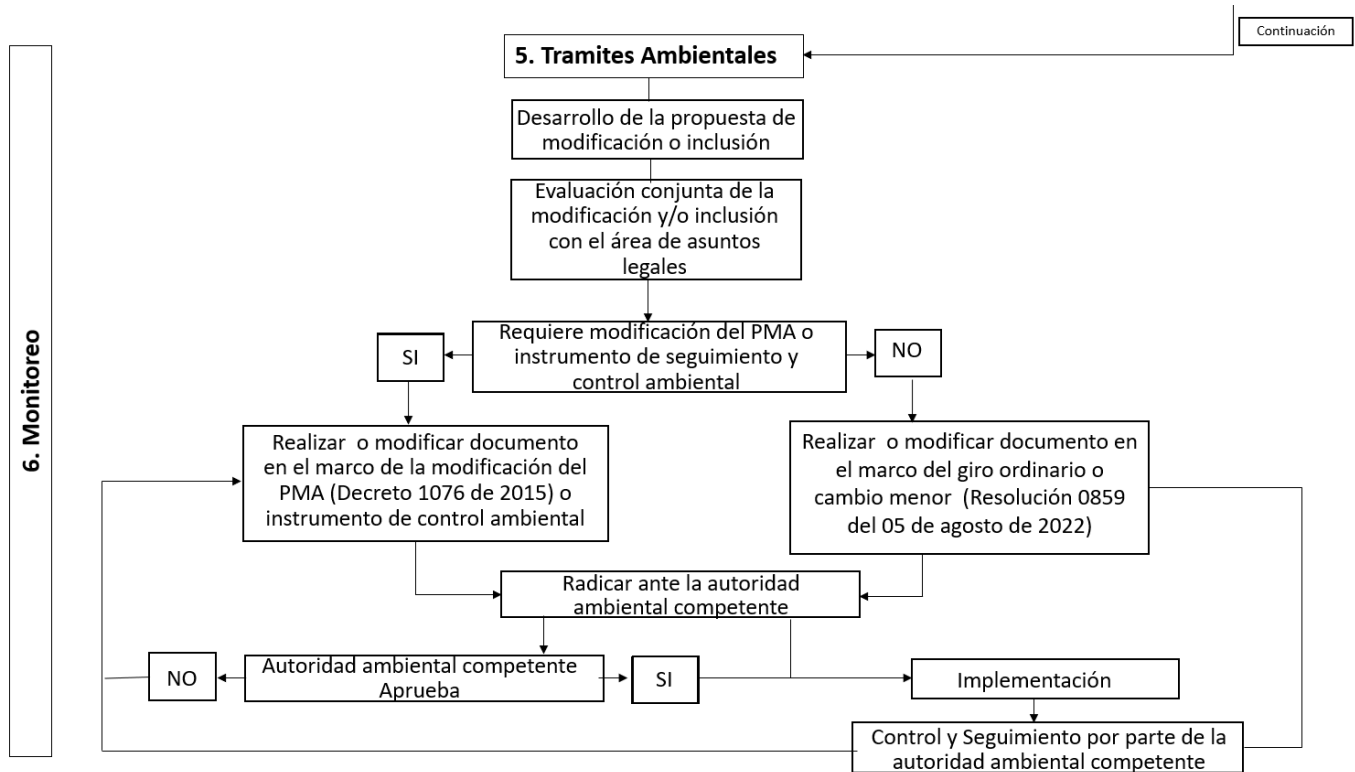 Continuación
5. Tramites Ambientales
Desarrollo de la propuesta de
modificación o inclusión
Evaluación conjunta de la
modificación y/o inclusión
con el área de asuntos
legales
Requiere modificación del PMA o
instrumento de seguimiento y
control ambiental
SI
NO
6. Monitoreo
Realizar o modificar documento
en el marco de la modificación del
PMA (Decreto 1076 de 2015) o
instrumento de control ambiental
Realizar o modificar documento en
el marco del giro ordinario o
cambio menor (Resolución 0859
del 05 de agosto de 2022)
Radicar ante la autoridad
ambiental competente
NO
Autoridad ambiental competente
Aprueba
SI
Implementación
Control y Seguimiento por parte de la
autoridad ambiental competente